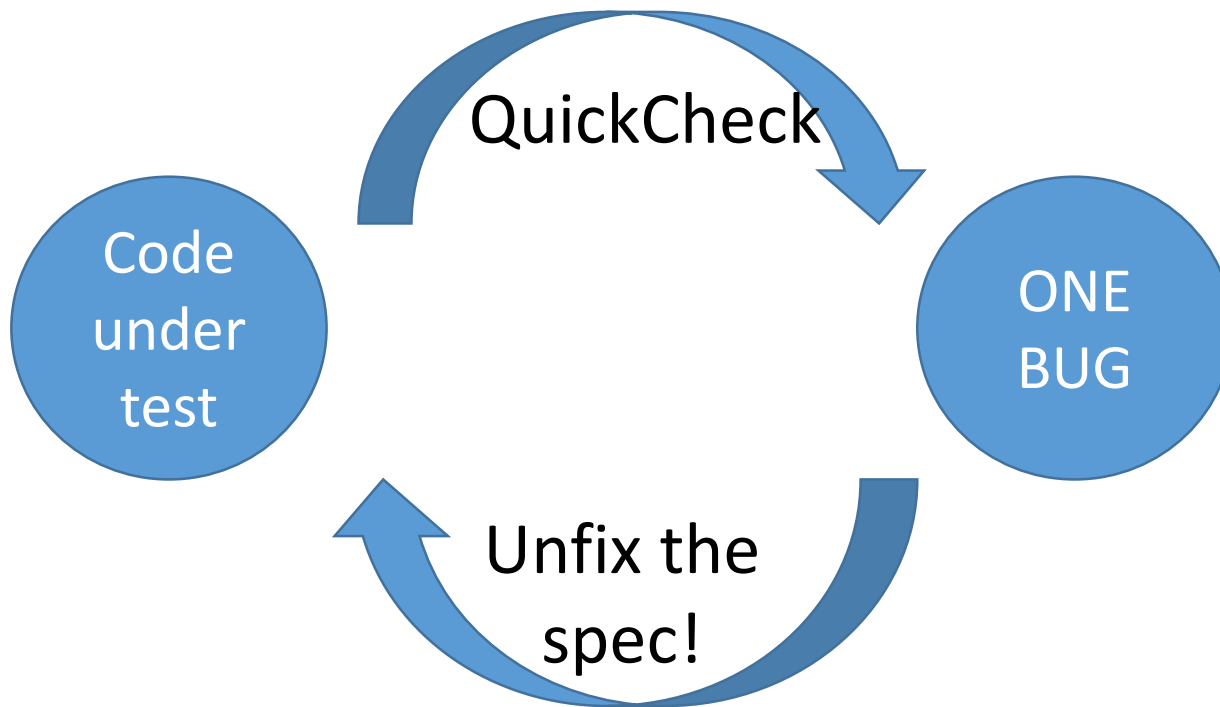 QuickCheck
Code
under
test
ONE
BUG
Unfix the
spec!